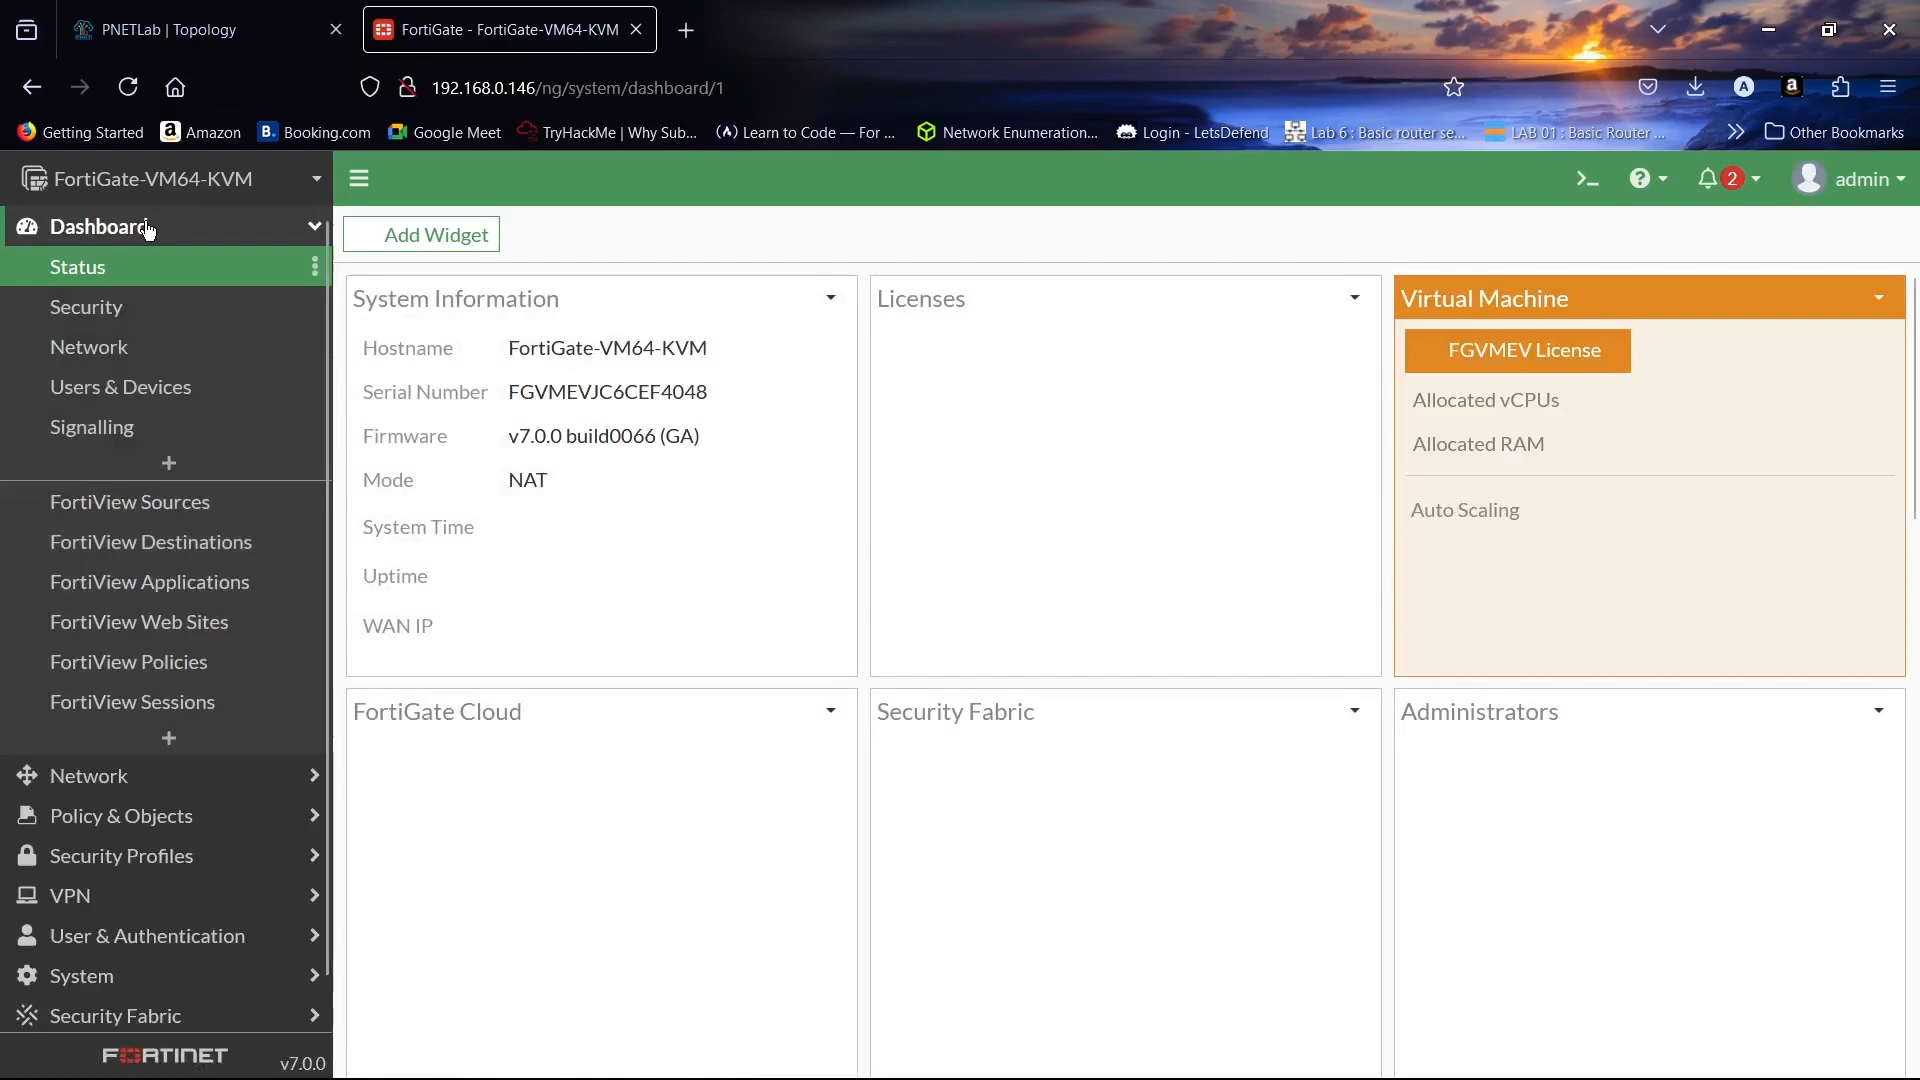 PNETLab | Topology
FortiGate - FortiGate-VM64-KVM
192.168.0.146/ng/system/dashboard/1
A
a
Getting Started
a Amazon
B. Booking.com
Google Meet
TryHackMe | Why Sub...
Learn to Code — For ...
Network Enumeration...
Login - LetsDefend
Lab 6 : Basic router se...
LAB 01 : Basic Router ...
Other Bookmarks
FortiGate-VM64-KVM
2
admin
Dashboard
Status
Security
Network
Users & Devices
Signalling
+
FortiView Sources
FortiView Destinations
FortiView Applications
FortiView Web Sites
FortiView Policies
FortiView Sessions
+
Network
Policy & Objects
Security Profiles
VPN
User & Authentication
System
Security Fabric
FORTINET
v7.0.0
Add Widget
System Information
Hostname FortiGate-VM64-KVM
Serial Number FGVMEVJC6CEF4048
Firmware v7.0.0 build0066 (GA)
Mode NAT
System Time
Uptime
WAN IP
Licenses
Virtual Machine
FGVMEV License
Allocated vCPUs
Allocated RAM
Auto Scaling
FortiGate Cloud
Security Fabric
Administrators